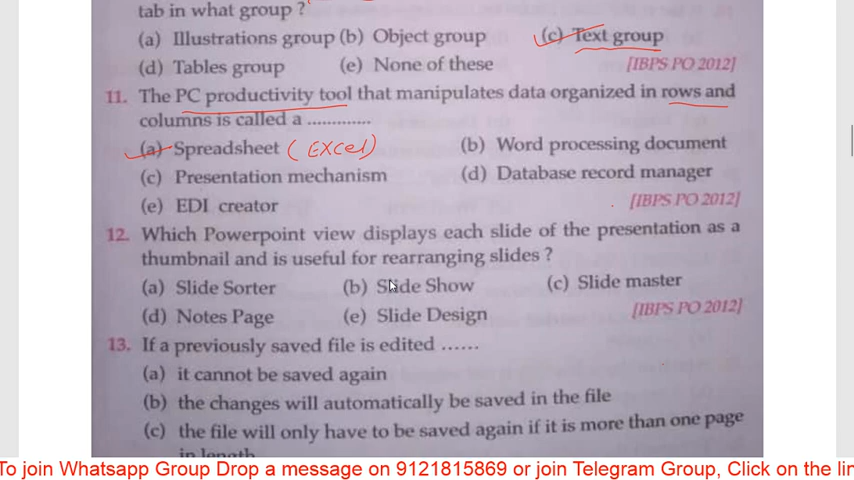 tab in what group ?
(a) Illustrations group (b) Object group (c) Text group
(d) Tables group (e) None of these [IBPS PO 2012]
11. The PC productivity tool that manipulates data organized in rows and
columns is called a .............
(a) Spreadsheet ( EXCel) (b) Word processing document
(c) Presentation mechanism (d) Database record manager
(e) EDI creator [IBPS PO 2012]
12. Which Powerpoint view displays each slide of the presentation as a
thumbnail and is useful for rearranging slides ?
(a) Slide Sorter (b) Slide Show (c) Slide master
(d) Notes Page (e) Slide Design [IBPS PO 2012]
13. If a previously saved file is edited ......
(a) it cannot be saved again
(b) the changes will automatically be saved in the file
(c) the file will only have to be saved again if it is more than one page
in length
To join Whatsapp Group Drop a message on 9121815869 or join Telegram Group, Click on the lin